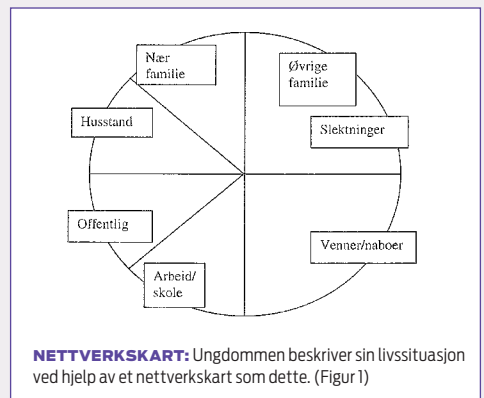 Nær
familie
Øvrige
familie
Husstand
Slektninger
Offentlig
Venner/naboer
Arbeid/
skole
NETTVERKSKART: Ungdommen beskriver sin livssituasjon
ved hjelp av et nettverkskart som dette. (Figur 1)